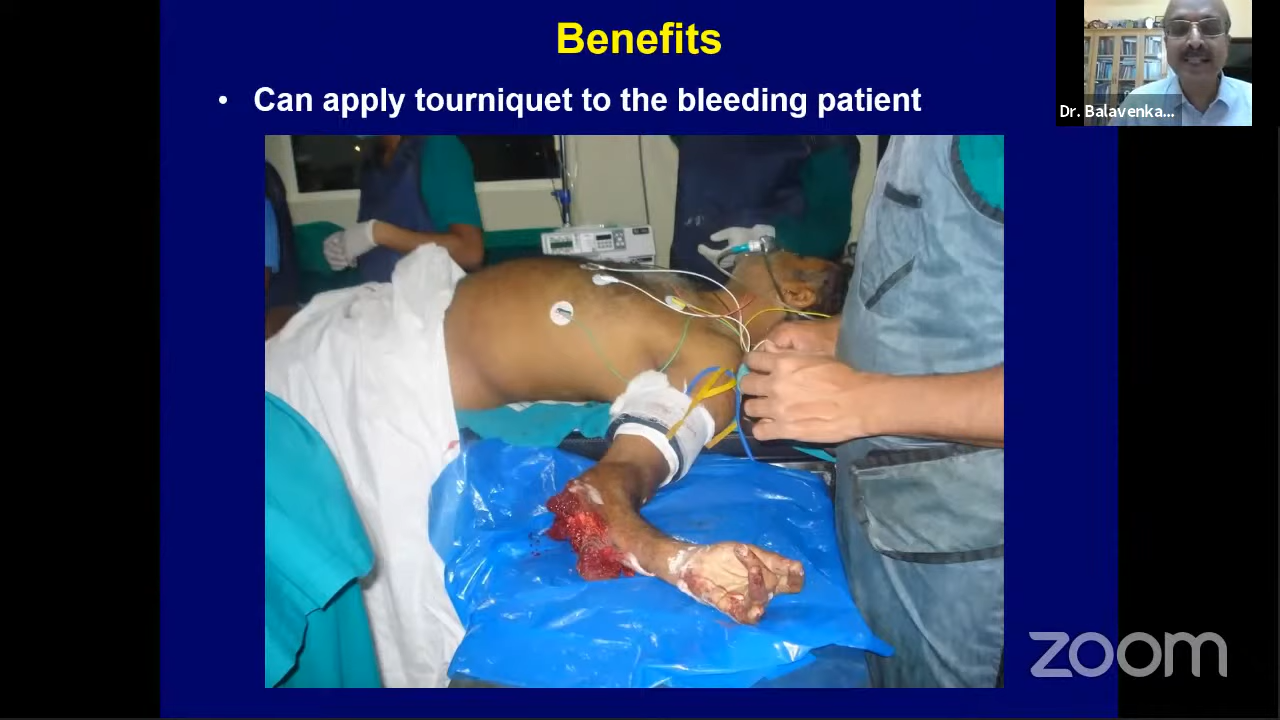 Benefits
• Can apply tourniquet to the bleeding patient
Dr. Balavenka...
zoom